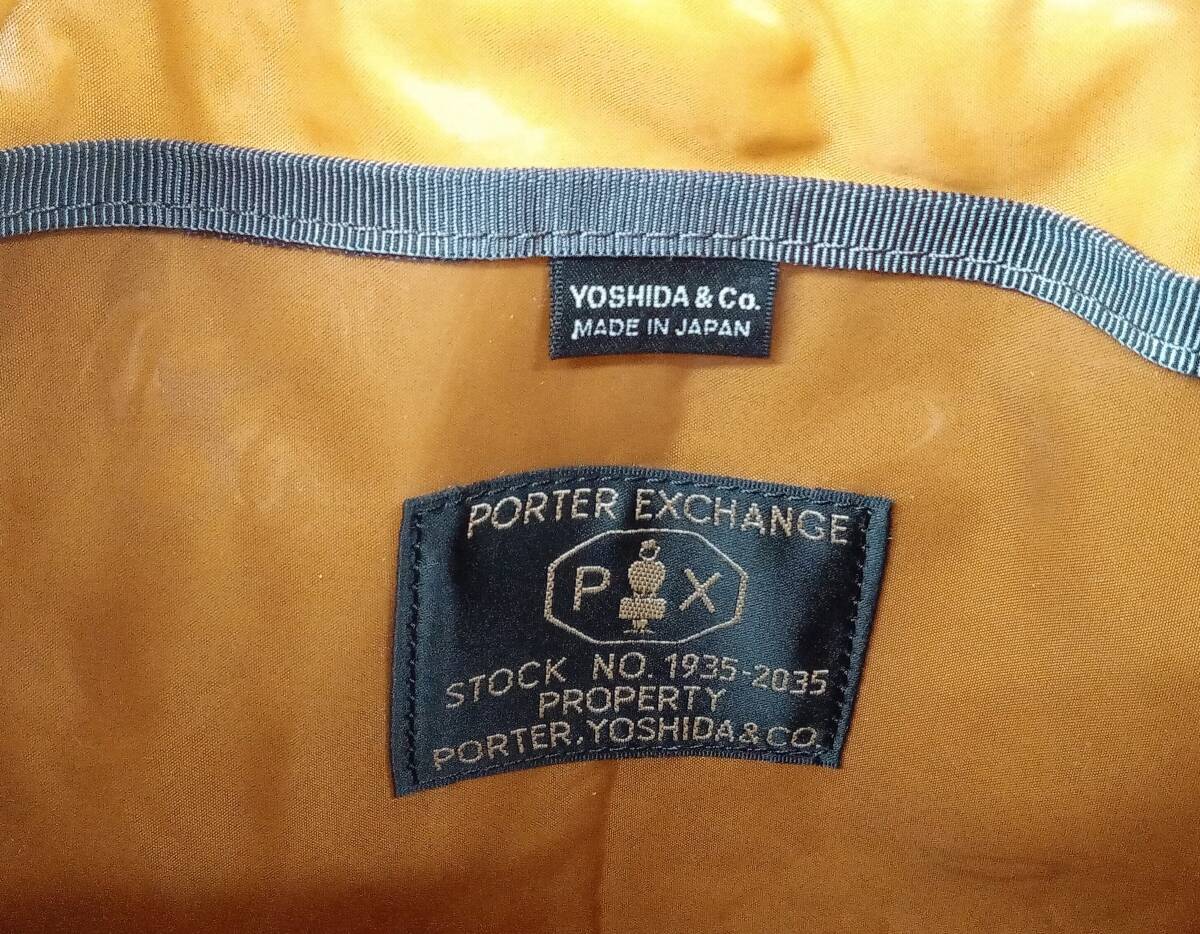 YOSHIDA & Co.
MADE IN JAPAN
PORTER EXCHANGE
P X
STOCK NO. 1935-2035
PROPERTY
PORTER, YOSHIDA & CO.